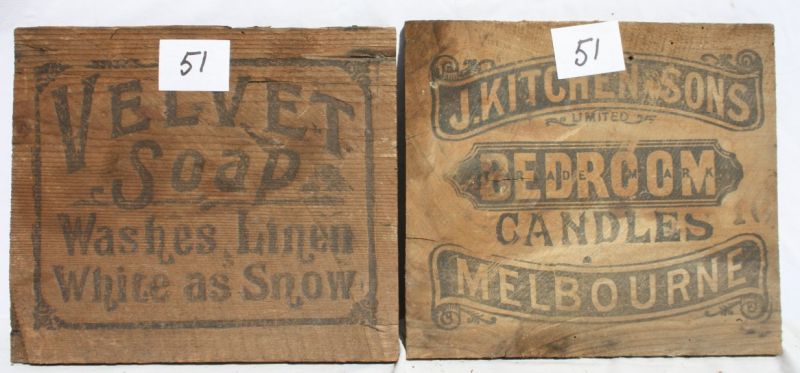 51
VELVET
Soap
Washes Linen
White as Snow
51
J. KITCHEN & SONS
LIMITED
BEDROOM
TRADE MARK
CANDLES
MELBOURNE